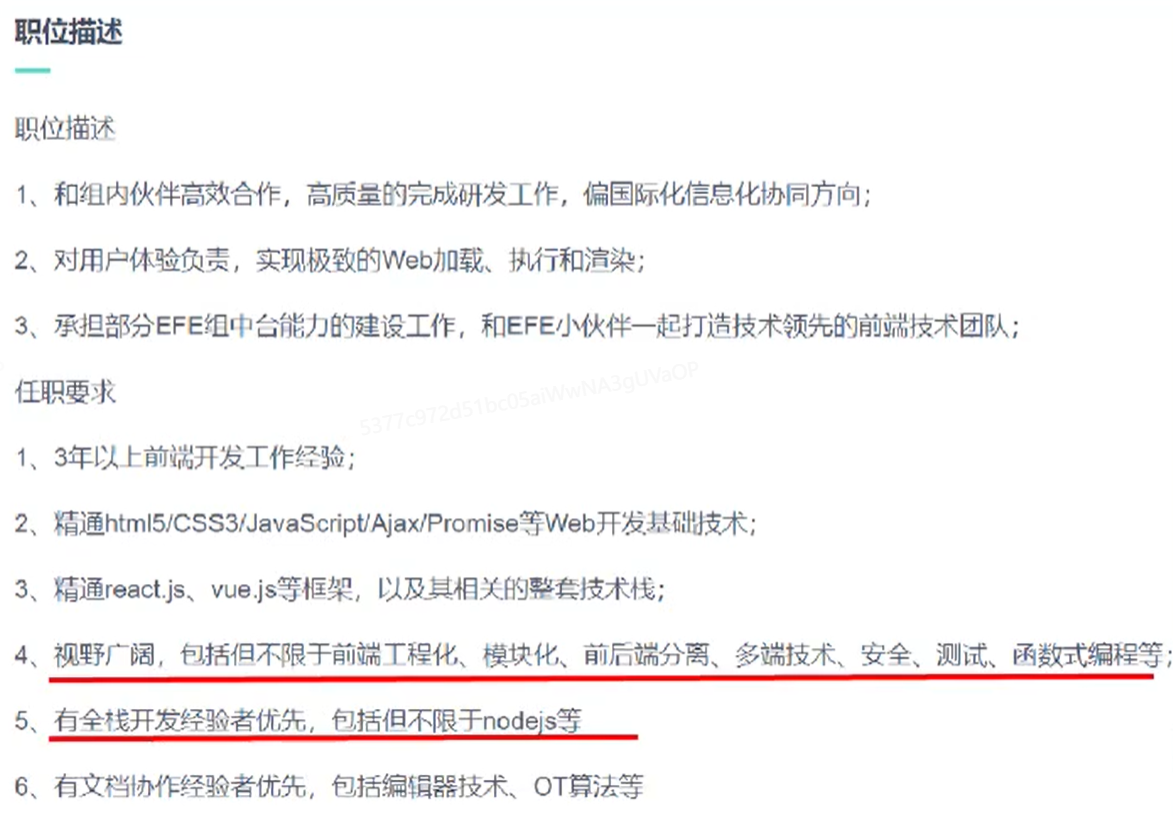 职位描述
职位描述
1、和组内伙伴高效合作，高质量的完成研发工作，偏国际化信息化协同方向；
2、对用户体验负责，实现极致的Web加载、执行和渲染；
3、承担部分EFE组中台能力的建设工作，和EFE小伙伴一起打造技术领先的前端技术团队；
任职要求
5377c972d51bc05aiWwNA3gUVaOP
1、3年以上前端开发工作经验；
2、精通html5/CSS3/JavaScript/Ajax/Promise等Web开发基础技术；
3、精通react.js、vue.js等框架，以及其相关的整套技术栈；
4、视野广阔，包括但不限于前端工程化、模块化、前后端分离、多端技术、安全、测试、函数式编程等；
5、有全栈开发经验者优先，包括但不限于nodejs等
6、有文档协作经验者优先，包括编辑器技术、OT算法等